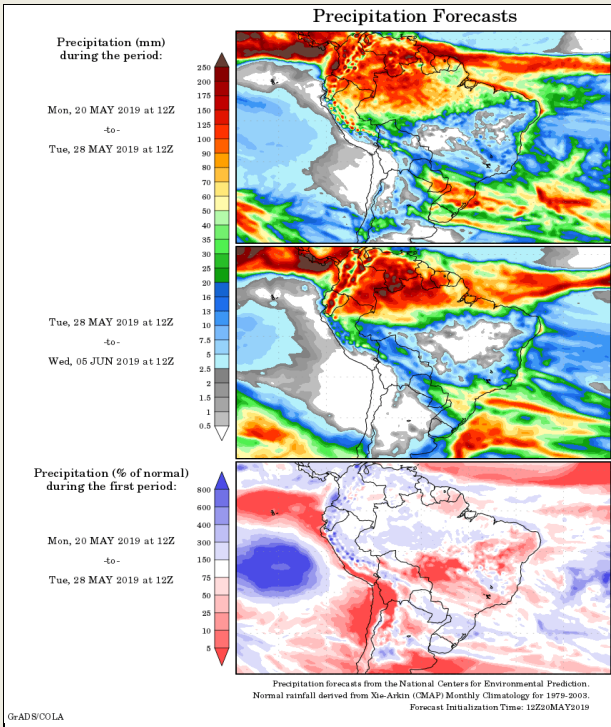 Precipitation Forecasts
Precipitation (mm)
during the period:
Mon, 20 MAY 2019 at 12Z
-to-
Tue, 28 MAY 2019 at 12Z
250
200
175
150
125
100
90
80
70
60
50
40
35
30
25
20
16
13
10
7.5
5
2.5
2
1.5
1
0.5
Tue, 28 MAY 2019 at 12Z
-to-
Wed, 05 JUN 2019 at 12Z
Precipitation (% of normal)
during the first period:
Mon, 20 MAY 2019 at 12Z
-to-
Tue, 28 MAY 2019 at 12Z
800
600
400
300
150
75
50
25
10
5
Precipitation forecasts from the National Centers for Environmental Prediction.
Normal rainfall derived from Xie-Arkin (CMAP) Monthly Climatology for 1979-2003.
Forecast Initialization Time: 12Z20MAY2019
GrADS/COLA